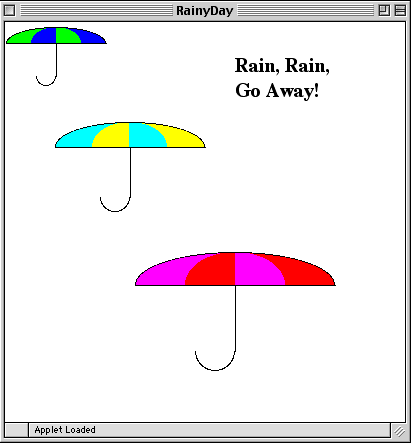 RainyDay
Rain, Rain,
Go Away!
Applet Loaded